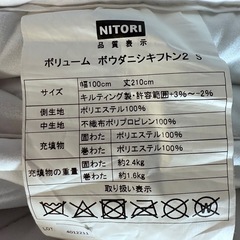 NITORI
品質表示
ボリューム ボウダニシキフトン2 S
サイズ 幅100cm 丈210cm
キルティング製・許容範囲+3%~-2%
側生地 ポリエステル100%
中生地 不織布ポリプロピレン100%
充填物 固わた ポリエステル100%
巻わた ポリエステル100%
充填物の重量 固わた 約2.4kg
巻わた 約1.6kg
取り扱い表示